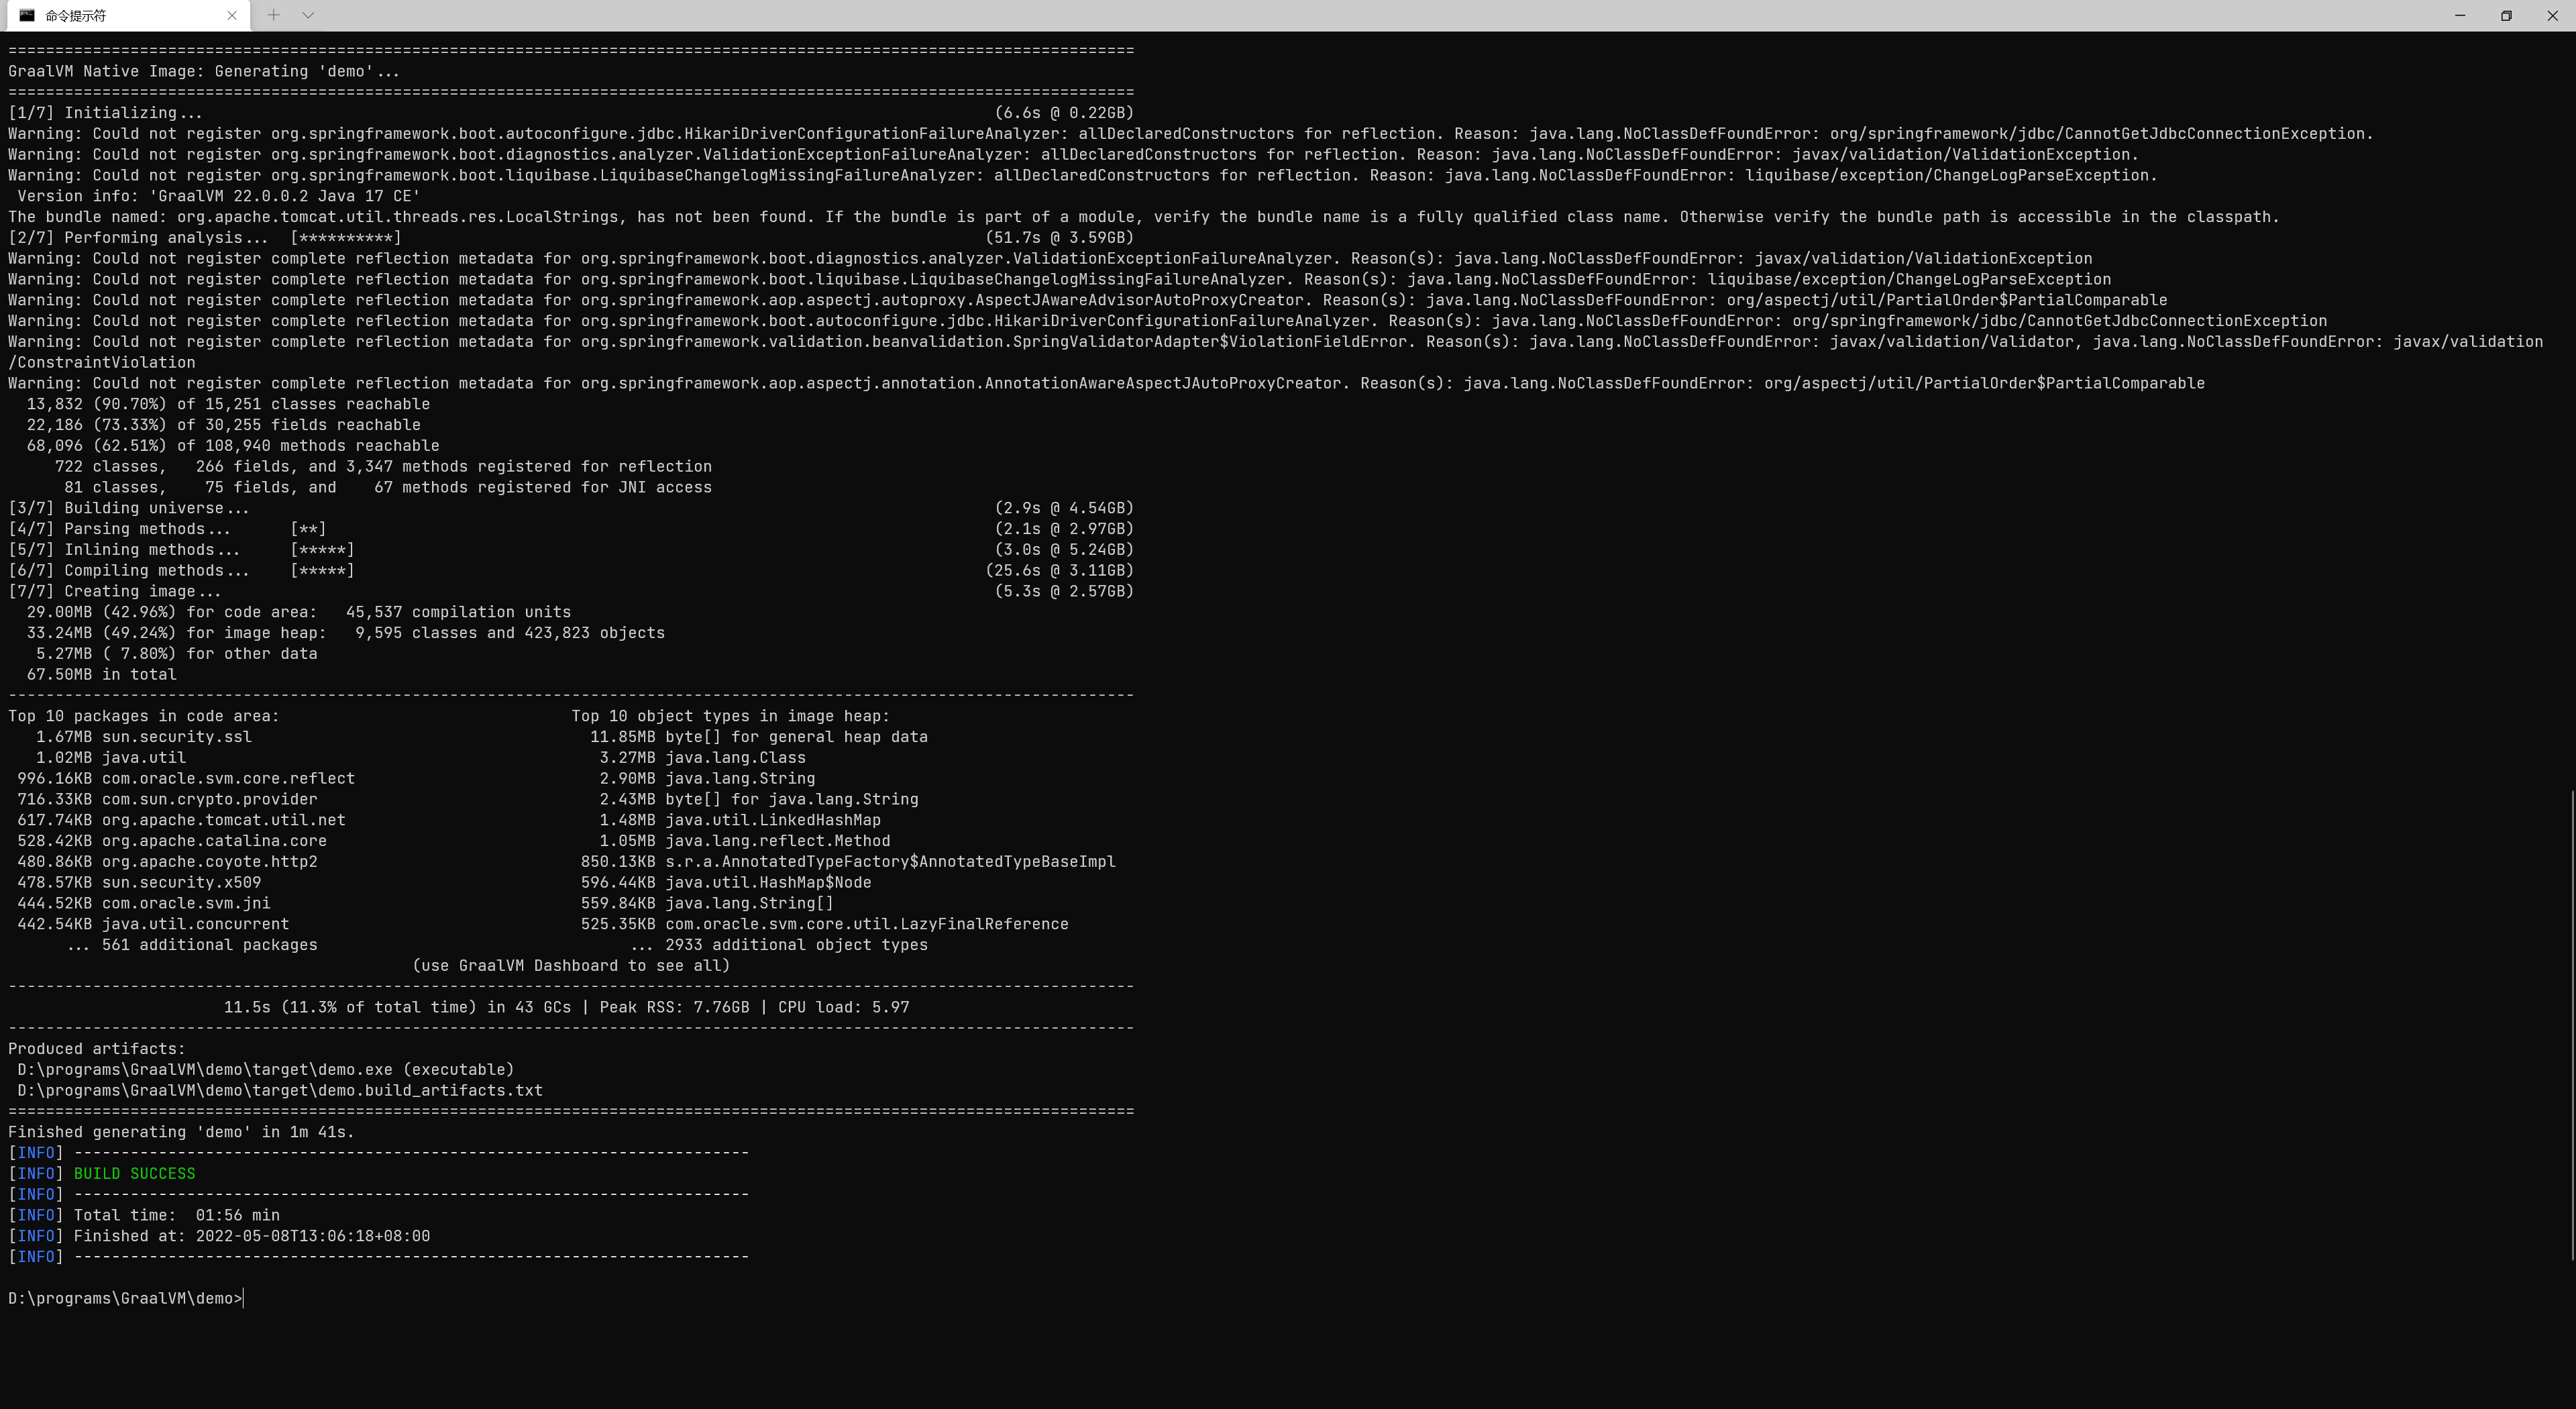 命令提示符
========================================================================================================================
GraalVM Native Image: Generating 'demo'...
========================================================================================================================
[1/7] Initializing... (6.6s @ 0.22GB)
Warning: Could not register org.springframework.boot.autoconfigure.jdbc.HikariDriverConfigurationFailureAnalyzer: allDeclaredConstructors for reflection. Reason: java.lang.NoClassDefFoundError: org/springframework/jdbc/CannotGetJdbcConnectionException.
Warning: Could not register org.springframework.boot.diagnostics.analyzer.ValidationExceptionFailureAnalyzer: allDeclaredConstructors for reflection. Reason: java.lang.NoClassDefFoundError: javax/validation/ValidationException.
Warning: Could not register org.springframework.boot.liquibase.LiquibaseChangelogMissingFailureAnalyzer: allDeclaredConstructors for reflection. Reason: java.lang.NoClassDefFoundError: liquibase/exception/ChangeLogParseException.
Version info: 'GraalVM 22.0.0.2 Java 17 CE'
The bundle named: org.apache.tomcat.util.threads.res.LocalStrings, has not been found. If the bundle is part of a module, verify the bundle name is a fully qualified class name. Otherwise verify the bundle path is accessible in the classpath.
[2/7] Performing analysis... [**********] (51.7s @ 3.59GB)
Warning: Could not register complete reflection metadata for org.springframework.boot.diagnostics.analyzer.ValidationExceptionFailureAnalyzer. Reason(s): java.lang.NoClassDefFoundError: javax/validation/ValidationException
Warning: Could not register complete reflection metadata for org.springframework.boot.liquibase.LiquibaseChangelogMissingFailureAnalyzer. Reason(s): java.lang.NoClassDefFoundError: liquibase/exception/ChangeLogParseException
Warning: Could not register complete reflection metadata for org.springframework.aop.aspectj.autoproxy.AspectJAwareAdvisorAutoProxyCreator. Reason(s): java.lang.NoClassDefFoundError: org/aspectj/util/PartialOrder$PartialComparable
Warning: Could not register complete reflection metadata for org.springframework.boot.autoconfigure.jdbc.HikariDriverConfigurationFailureAnalyzer. Reason(s): java.lang.NoClassDefFoundError: org/springframework/jdbc/CannotGetJdbcConnectionException
Warning: Could not register complete reflection metadata for org.springframework.validation.beanvalidation.SpringValidatorAdapter$ViolationFieldError. Reason(s): java.lang.NoClassDefFoundError: javax/validation/Validator, java.lang.NoClassDefFoundError: javax/validation
/ConstraintViolation
Warning: Could not register complete reflection metadata for org.springframework.aop.aspectj.annotation.AnnotationAwareAspectJAutoProxyCreator. Reason(s): java.lang.NoClassDefFoundError: org/aspectj/util/PartialOrder$PartialComparable
13,832 (90.70%) of 15,251 classes reachable
22,186 (73.33%) of 30,255 fields reachable
68,096 (62.51%) of 108,940 methods reachable
722 classes, 266 fields, and 3,347 methods registered for reflection
81 classes, 75 fields, and 67 methods registered for JNI access
[3/7] Building universe... (2.9s @ 4.54GB)
[4/7] Parsing methods... [**] (2.1s @ 2.97GB)
[5/7] Inlining methods... [*****] (3.0s @ 5.24GB)
[6/7] Compiling methods... [*****] (25.6s @ 3.11GB)
[7/7] Creating image... (5.3s @ 2.57GB)
29.00MB (42.96%) for code area: 45,537 compilation units
33.24MB (49.24%) for image heap: 9,595 classes and 423,823 objects
5.27MB ( 7.80%) for other data
67.50MB in total
------------------------------------------------------------------------------------------------------------------------
Top 10 packages in code area: Top 10 object types in image heap:
1.67MB sun.security.ssl 11.85MB byte[] for general heap data
1.02MB java.util 3.27MB java.lang.Class
996.16KB com.oracle.svm.core.reflect 2.90MB java.lang.String
716.33KB com.sun.crypto.provider 2.43MB byte[] for java.lang.String
617.74KB org.apache.tomcat.util.net 1.48MB java.util.LinkedHashMap
528.42KB org.apache.catalina.core 1.05MB java.lang.reflect.Method
480.86KB org.apache.coyote.http2 850.13KB s.r.a.AnnotatedTypeFactory$AnnotatedTypeBaseImpl
478.57KB sun.security.x509 596.44KB java.util.HashMap$Node
444.52KB com.oracle.svm.jni 559.84KB java.lang.String[]
442.54KB java.util.concurrent 525.35KB com.oracle.svm.core.util.LazyFinalReference
... 561 additional packages ... 2933 additional object types
(use GraalVM Dashboard to see all)
------------------------------------------------------------------------------------------------------------------------
11.5s (11.3% of total time) in 43 GCs | Peak RSS: 7.76GB | CPU load: 5.97
------------------------------------------------------------------------------------------------------------------------
Produced artifacts:
D:\programs\GraalVM\demo\target\demo.exe (executable)
D:\programs\GraalVM\demo\target\demo.build_artifacts.txt
========================================================================================================================
Finished generating 'demo' in 1m 41s.
[INFO] ------------------------------------------------------------------------
[INFO] BUILD SUCCESS
[INFO] ------------------------------------------------------------------------
[INFO] Total time: 01:56 min
[INFO] Finished at: 2022-05-08T13:06:18+08:00
[INFO] ------------------------------------------------------------------------
D:\programs\GraalVM\demo>